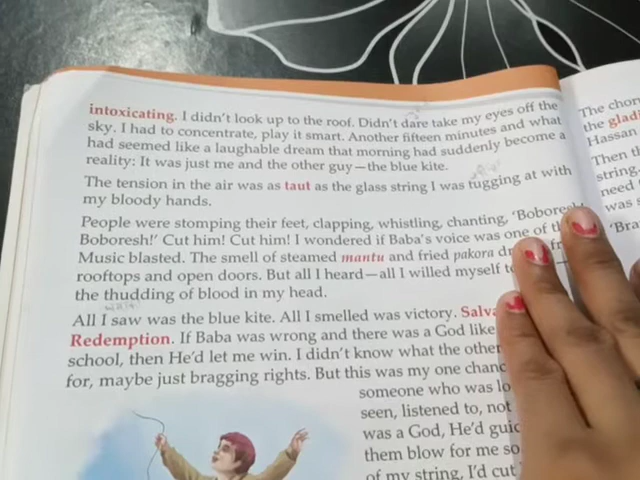 intoxicating. I didn't look up to the roof. Didn't dare take my eyes off the
sky. I had to concentrate, play it smart. Another fifteen minutes and what
had seemed like a laughable dream that morning had suddenly become a
reality: It was just me and the other guy—the blue kite.
The tension in the air was as taut as the glass string I was tugging at with
my bloody hands.
People were stomping their feet, clapping, whistling, chanting, 'Boboresh!
Boboresh!' Cut him! Cut him! I wondered if Baba's voice was one of
Music blasted. The smell of steamed mantu and fried pakora
rooftops and open doors. But all I heard—all I willed myself
the thudding of blood in my head.
All I saw was the blue kite. All I smelled was victory.
Redemption. If Baba was wrong and there was a God like
school, then He'd let me win. I didn't know what the other
for, maybe just bragging rights. But this was my one
someone who was
seen, listened to, not
was a God, He'd
them blow for me so
of my string, I'd cut
The
the
Hassan
Then
string,
need
was